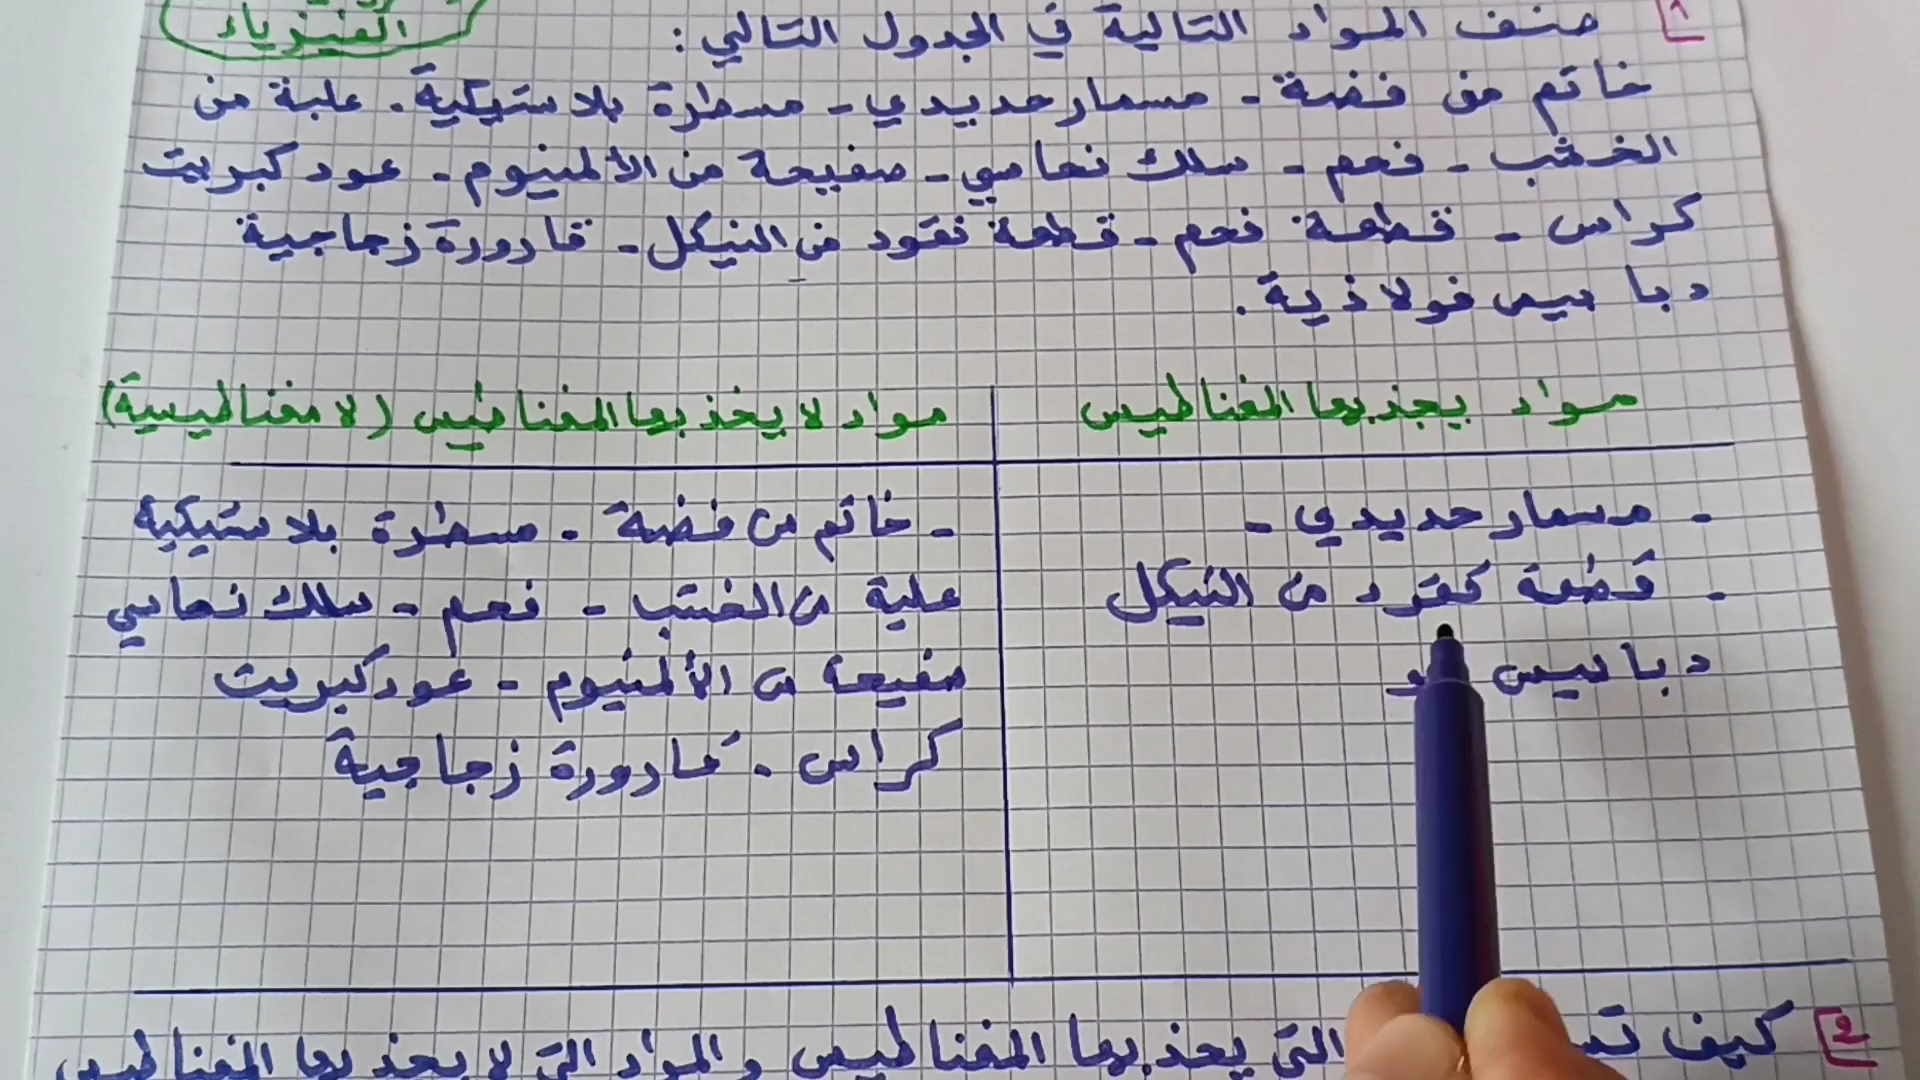 الفيزياء
١ صنف المواد التالية في الجدول التالي :
خاتم من فضة - مسمار حديدي - مسطرة بلاستيكية - علبة من
الخشب - فحم - سلك نحاسي - صفيحة من الألمنيوم - عود كبريت
كراس - قطعة فحم - قطعة نقود من النيكل - قارورة زجاجية
دبابيس فولاذية .
مواد يجذبها المغناطيس
مواد لا يجذبها المغناطيس (لا مغناطيسية)
- مسمار حديدي -
- قطعة نقود من النيكل
دبابيس فو
- خاتم من فضة - مسطرة بلاستيكية
علبة من الخشب - فحم - سلك نحاسي
صفيحة من الألمنيوم - عود كبريت
كراس - قارورة زجاجية
2 كيف التي يجذبها المغناطيس والمواد التي لا يجذبها المغناطيس